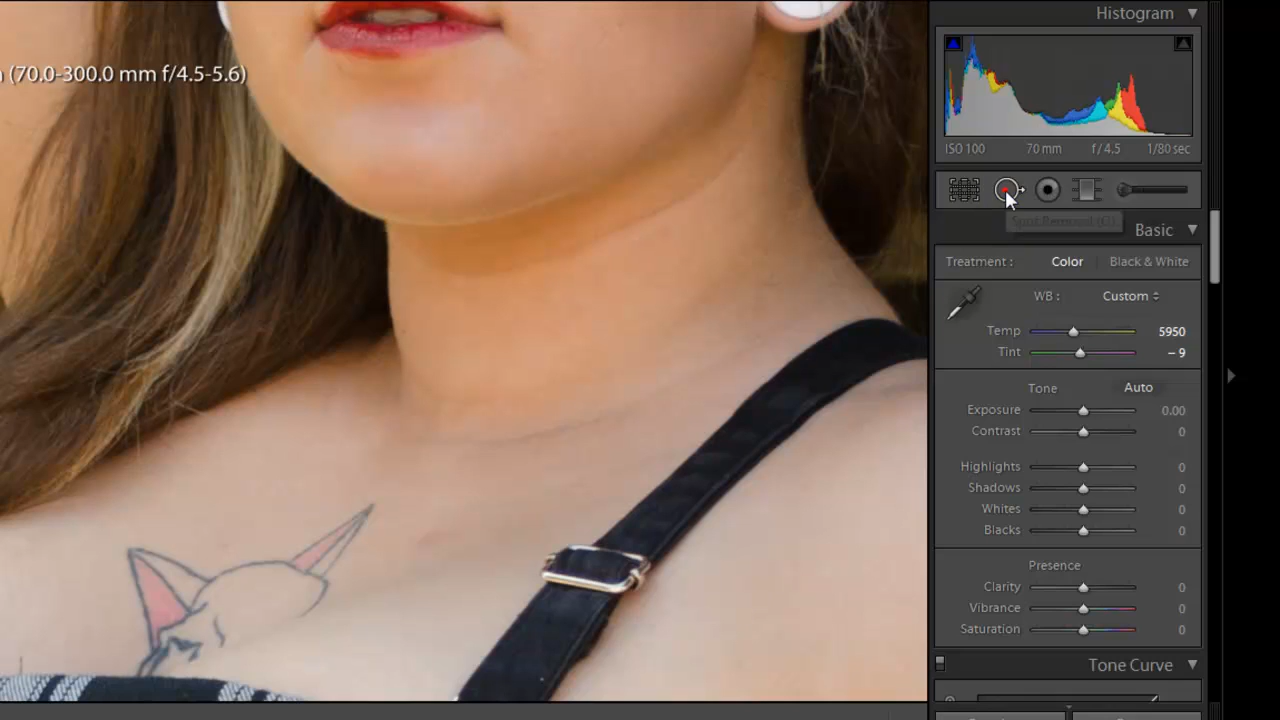 Histogram
(70.0-300.0 mm f/4.5-5.6)
ISO 100 70 mm f/4.5 1/80 sec
Spot Removal (Q)
Basic
Treatment : Color Black & White
WB : Custom
Temp 5950
Tint – 9
Tone Auto
Exposure 0.00
Contrast 0
Highlights 0
Shadows 0
Whites 0
Blacks 0
Presence
Clarity 0
Vibrance 0
Saturation 0
Tone Curve